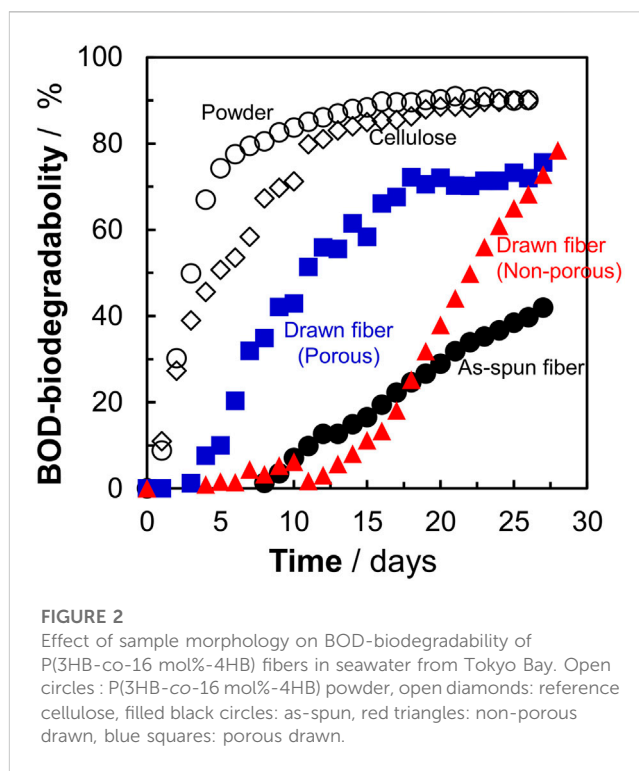 100
80
60
40
20
0
BOD-biodegradabolity / %
Powder
Cellulose
Drawn fiber
(Porous)
Drawn fiber
(Non-porous)
As-spun fiber
0 5 10 15 20 25 30
Time / days
FIGURE 2
Effect of sample morphology on BOD-biodegradability of
P(3HB-co-16 mol%-4HB) fibers in seawater from Tokyo Bay. Open
circles : P(3HB-co-16 mol%-4HB) powder, open diamonds: reference
cellulose, filled black circles: as-spun, red triangles: non-porous
drawn, blue squares: porous drawn.